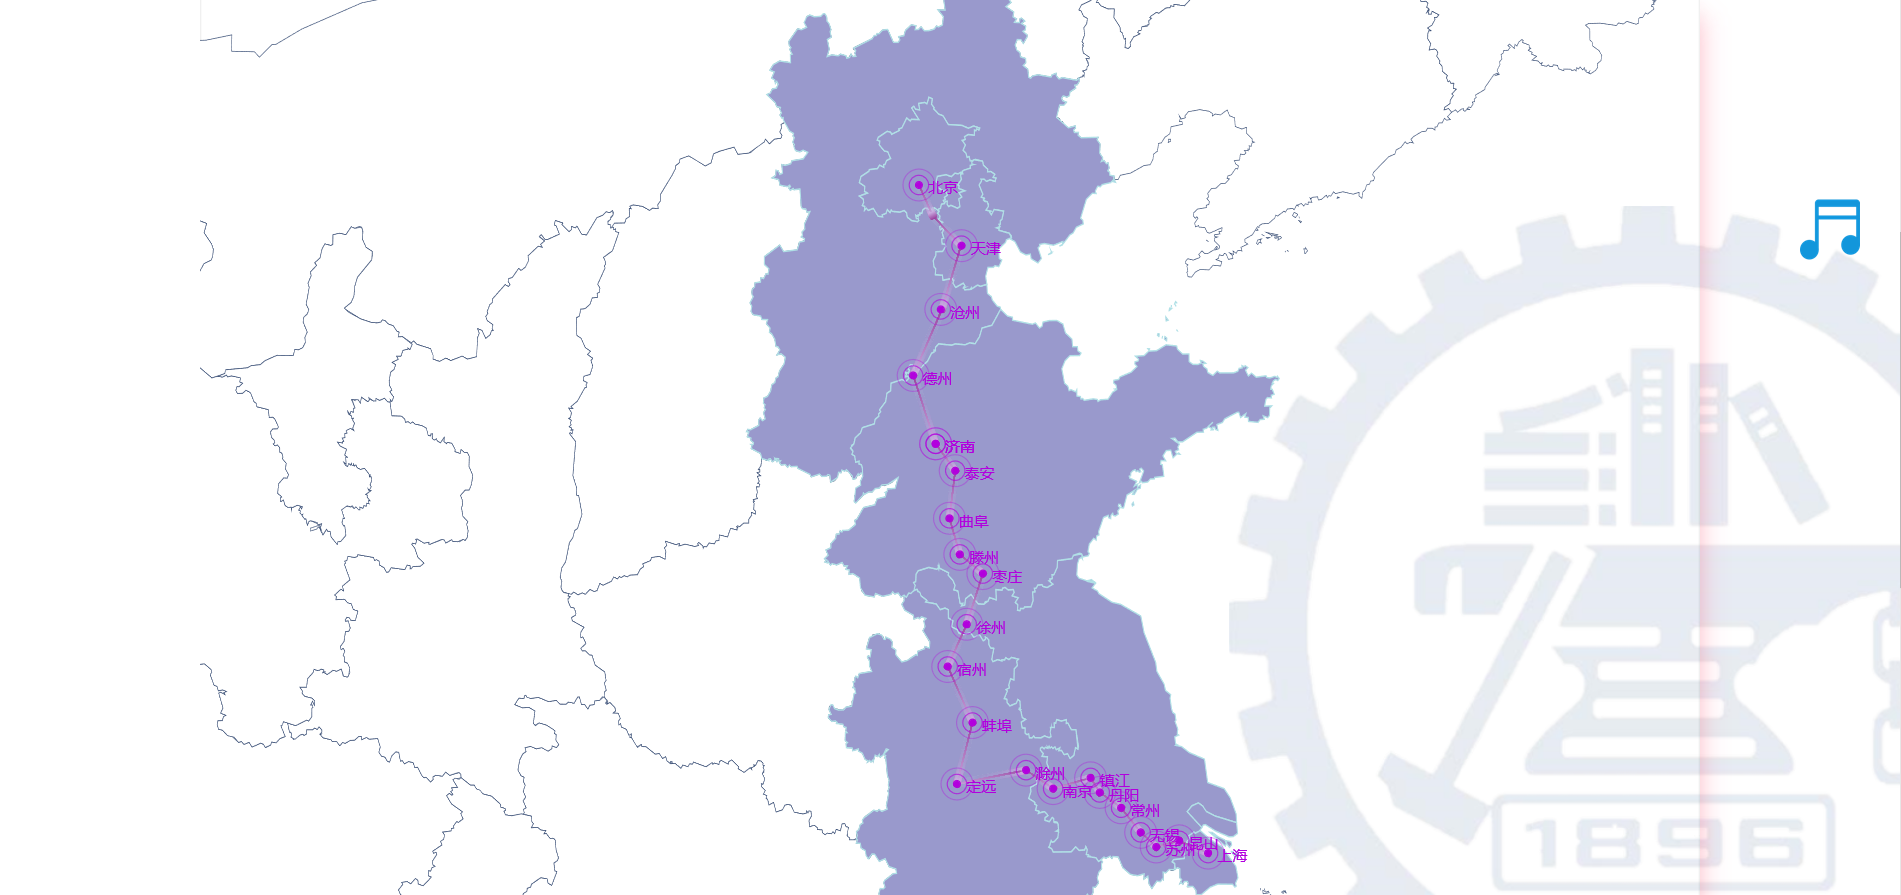 北京
天津
沧州
德州
济南
泰安
曲阜
滕州
枣庄
徐州
宿州
蚌埠
定远
滁州
南京
镇江
丹阳
常州
无锡
苏州
昆山
上海
1896